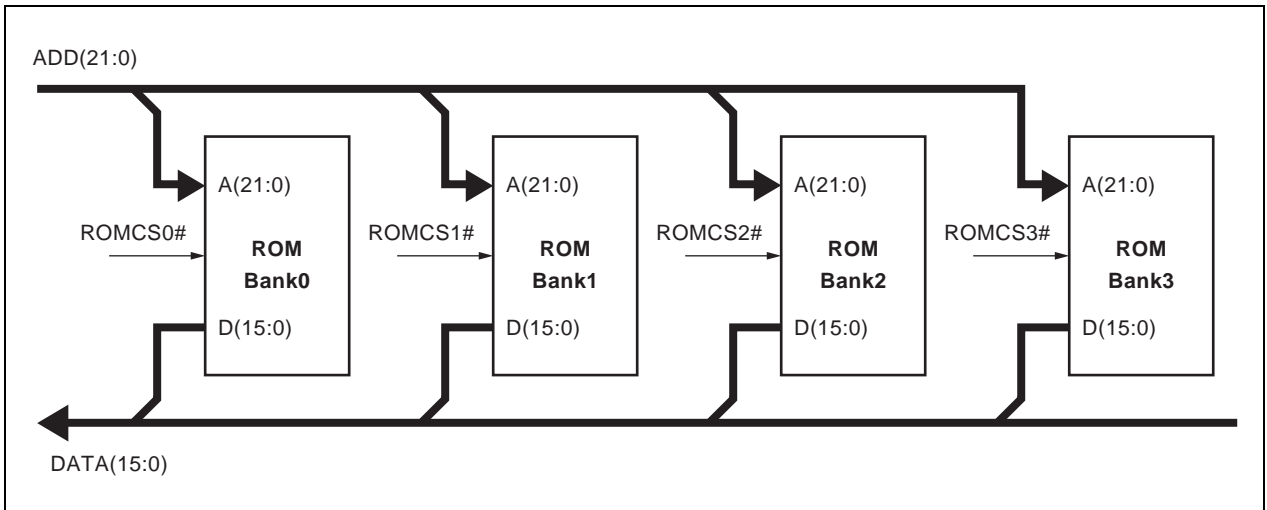 ADD(21:0)
A(21:0)
A(21:0)
A(21:0)
A(21:0)
ROMCS0#
ROMCS1#
ROMCS2#
ROMCS3#
ROM
Bank0
ROM
Bank1
ROM
Bank2
ROM
Bank3
D(15:0)
D(15:0)
D(15:0)
D(15:0)
DATA(15:0)